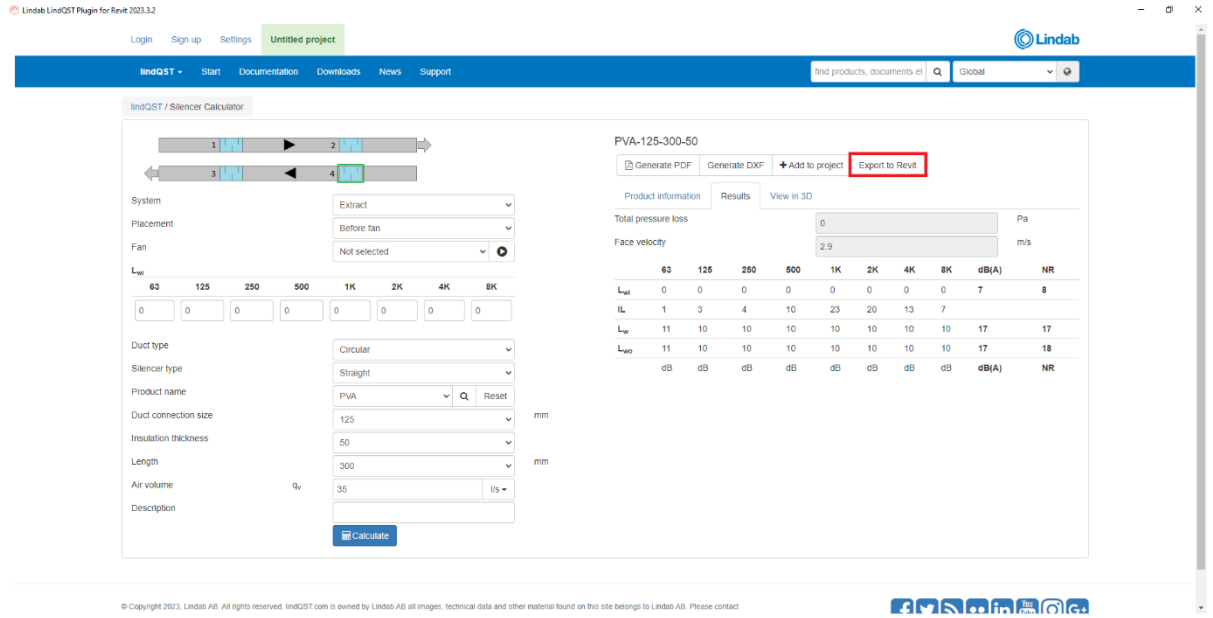 Lindab LindQST Plugin for Revit 2023.3.2
Login Sign up Settings Untitled project
Lindab
lindQST Start Documentation Downloads News Support
find products, documents et Global
lindQST / Silencer Calculator
1 2
3 4
System Extract
Placement Before fan
Fan Not selected
Lwi
63 125 250 500 1K 2K 4K 8K
0 0 0 0 0 0 0 0
Duct type Circular
Silencer type Straight
Product name PVA Reset
Duct connection size 125 mm
Insulation thickness 50
Length 300 mm
Air volume qv 35 l/s
Description
Calculate
PVA-125-300-50
Generate PDF Generate DXF Add to project Export to Revit
Product information Results View in 3D
Total pressure loss 0 Pa
Face velocity 2.9 m/s
63 125 250 500 1K 2K 4K 8K dB(A) NR
Lwi 0 0 0 0 0 0 0 0 7 8
IL 1 3 4 10 23 20 13 7
Lw 11 10 10 10 10 10 10 10 17 17
Lwo 11 10 10 10 10 10 10 10 17 18
dB dB dB dB dB dB dB dB dB(A) NR
© Copyright 2023, Lindab AB. All rights reserved. lindQST.com is owned by Lindab AB all images, technical data and other material found on this site belongs to Lindab AB. Please contact
You